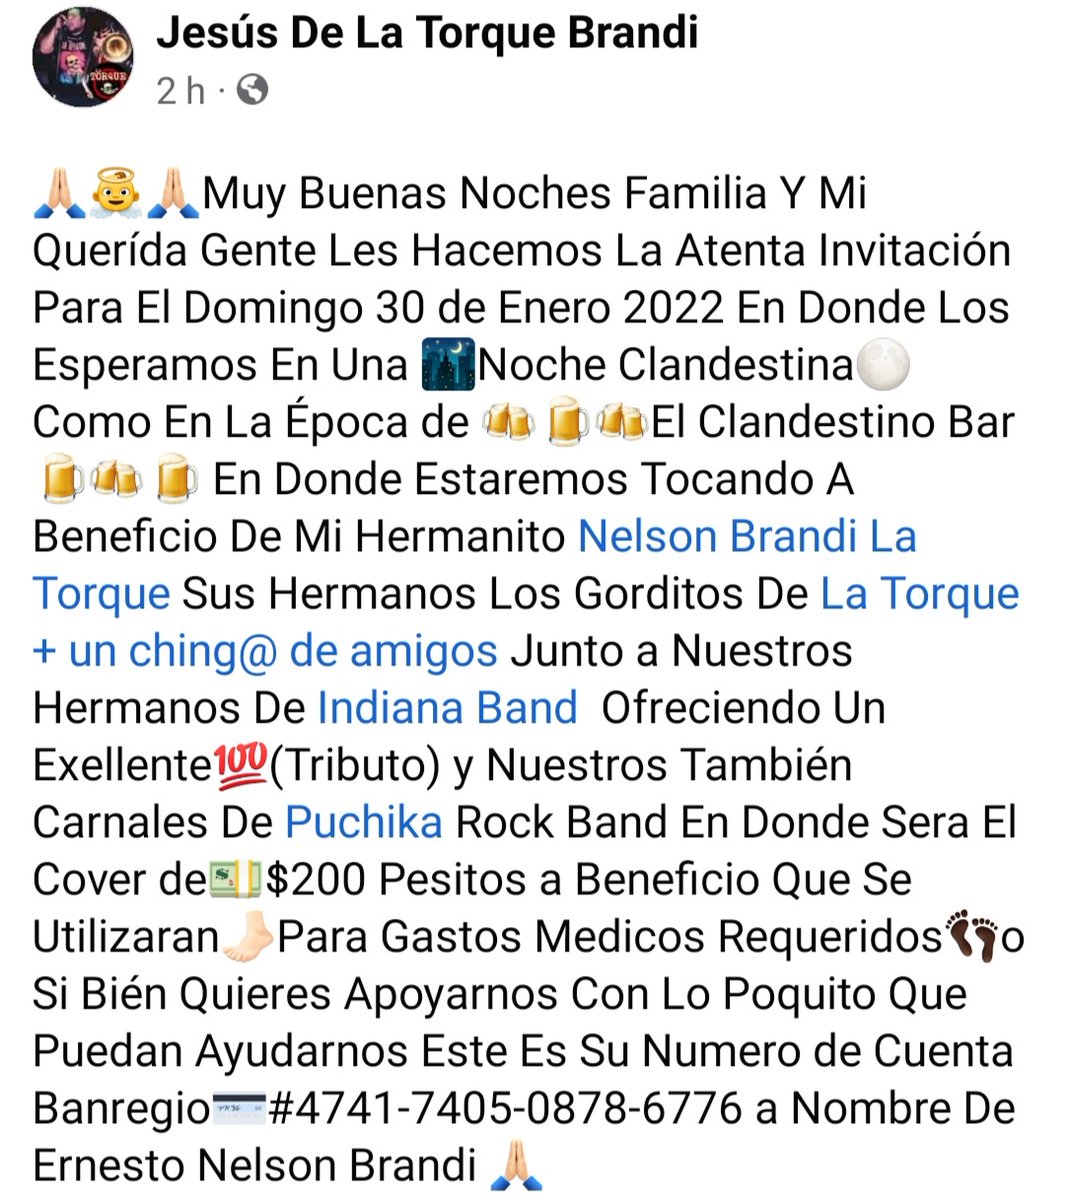 Jesús De La Torque Brandi
2 h ·
🙏🏻👼🙏🏻Muy Buenas Noches Familia Y Mi
Querída Gente Les Hacemos La Atenta Invitación
Para El Domingo 30 de Enero 2022 En Donde Los
Esperamos En Una 🌃Noche Clandestina🌕
Como En La Época de 🍻🍺🍻El Clandestino Bar
🍺🍻🍺 En Donde Estaremos Tocando A
Beneficio De Mi Hermanito Nelson Brandi La
Torque Sus Hermanos Los Gorditos De La Torque
+ un ching@ de amigos Junto a Nuestros
Hermanos De Indiana Band Ofreciendo Un
Exellente💯(Tributo) y Nuestros También
Carnales De Puchika Rock Band En Donde Sera El
Cover de💵$200 Pesitos a Beneficio Que Se
Utilizaran🦶🏻Para Gastos Medicos Requeridos👣o
Si Bién Quieres Apoyarnos Con Lo Poquito Que
Puedan Ayudarnos Este Es Su Numero de Cuenta
Banregio💳#4741-7405-0878-6776 a Nombre De
Ernesto Nelson Brandi 🙏🏻